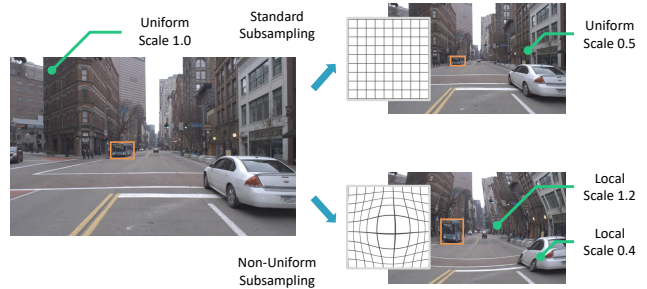 Uniform
Scale 1.0
Standard
Subsampling
Uniform
Scale 0.5
Local
Scale 1.2
Local
Scale 0.4
Non-Uniform
Subsampling